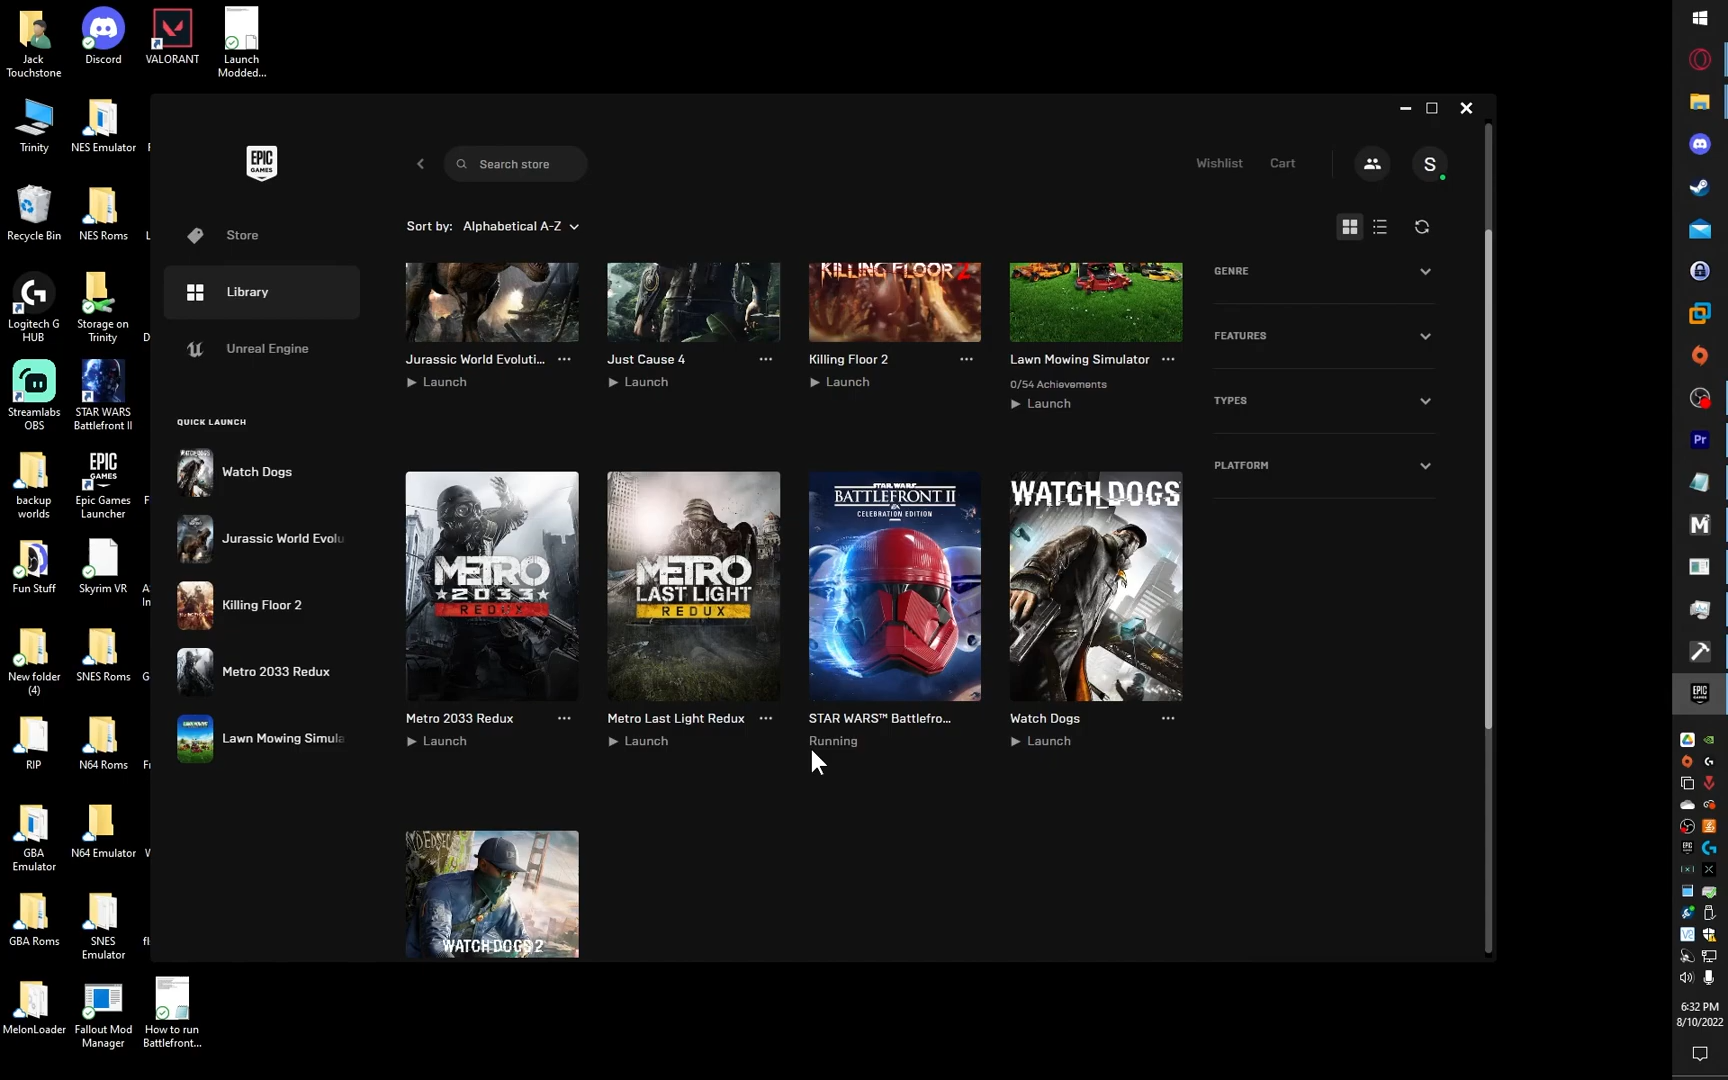 Jack
Touchstone
Discord
VALORANT
Launch
Modded...
Trinity
NES Emulator
Recycle Bin
NES Roms
Logitech G
HUB
Storage on
Trinity
Streamlabs
OBS
STAR WARS
Battlefront II
backup
worlds
Epic Games
Launcher
Fun Stuff
Skyrim VR
New folder
(4)
SNES Roms
RIP
N64 Roms
GBA
Emulator
N64 Emulator
GBA Roms
SNES
Emulator
MelonLoader
Fallout Mod
Manager
How to run
Battlefront...
EPIC
GAMES
Search store
Wishlist
Cart
S
Store
Library
Unreal Engine
QUICK LAUNCH
Watch Dogs
Jurassic World Evolu
Killing Floor 2
Metro 2033 Redux
Lawn Mowing Simula
Sort by: Alphabetical A-Z
KILLING FLOOR 2
Jurassic World Evoluti...
Launch
Just Cause 4
Launch
Killing Floor 2
Launch
Lawn Mowing Simulator
0/54 Achievements
Launch
METRO
2033
REDUX
METRO
LAST LIGHT
REDUX
STAR WARS
BATTLEFRONT II
CELEBRATION EDITION
WATCH_DOGS
Metro 2033 Redux
Launch
Metro Last Light Redux
Launch
STAR WARS™ Battlefro...
Running
Watch Dogs
Launch
WATCH DOGS 2
GENRE
FEATURES
TYPES
PLATFORM
Pr
M
EPIC
GAMES
6:32 PM
8/10/2022